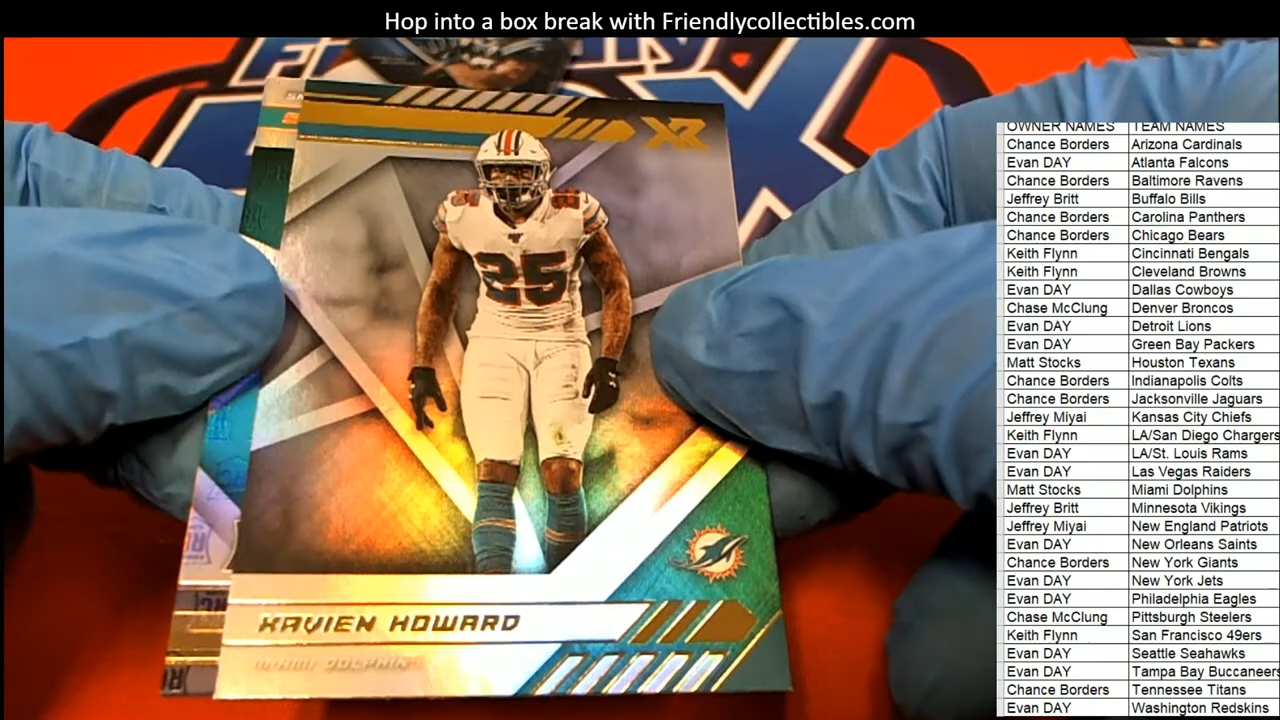 Hop into a box break with Friendlycollectibles.com
XR
25
XAVIEN HOWARD
MIAMI DOLPHINS
OWNER NAMES TEAM NAMES
Chance Borders Arizona Cardinals
Evan DAY Atlanta Falcons
Chance Borders Baltimore Ravens
Jeffrey Britt Buffalo Bills
Chance Borders Carolina Panthers
Chance Borders Chicago Bears
Keith Flynn Cincinnati Bengals
Keith Flynn Cleveland Browns
Evan DAY Dallas Cowboys
Chase McClung Denver Broncos
Evan DAY Detroit Lions
Evan DAY Green Bay Packers
Matt Stocks Houston Texans
Chance Borders Indianapolis Colts
Chance Borders Jacksonville Jaguars
Jeffrey Miyai Kansas City Chiefs
Keith Flynn LA/San Diego Chargers
Evan DAY LA/St. Louis Rams
Evan DAY Las Vegas Raiders
Matt Stocks Miami Dolphins
Jeffrey Britt Minnesota Vikings
Jeffrey Miyai New England Patriots
Evan DAY New Orleans Saints
Chance Borders New York Giants
Evan DAY New York Jets
Evan DAY Philadelphia Eagles
Chase McClung Pittsburgh Steelers
Keith Flynn San Francisco 49ers
Evan DAY Seattle Seahawks
Evan DAY Tampa Bay Buccaneers
Chance Borders Tennessee Titans
Evan DAY Washington Redskins